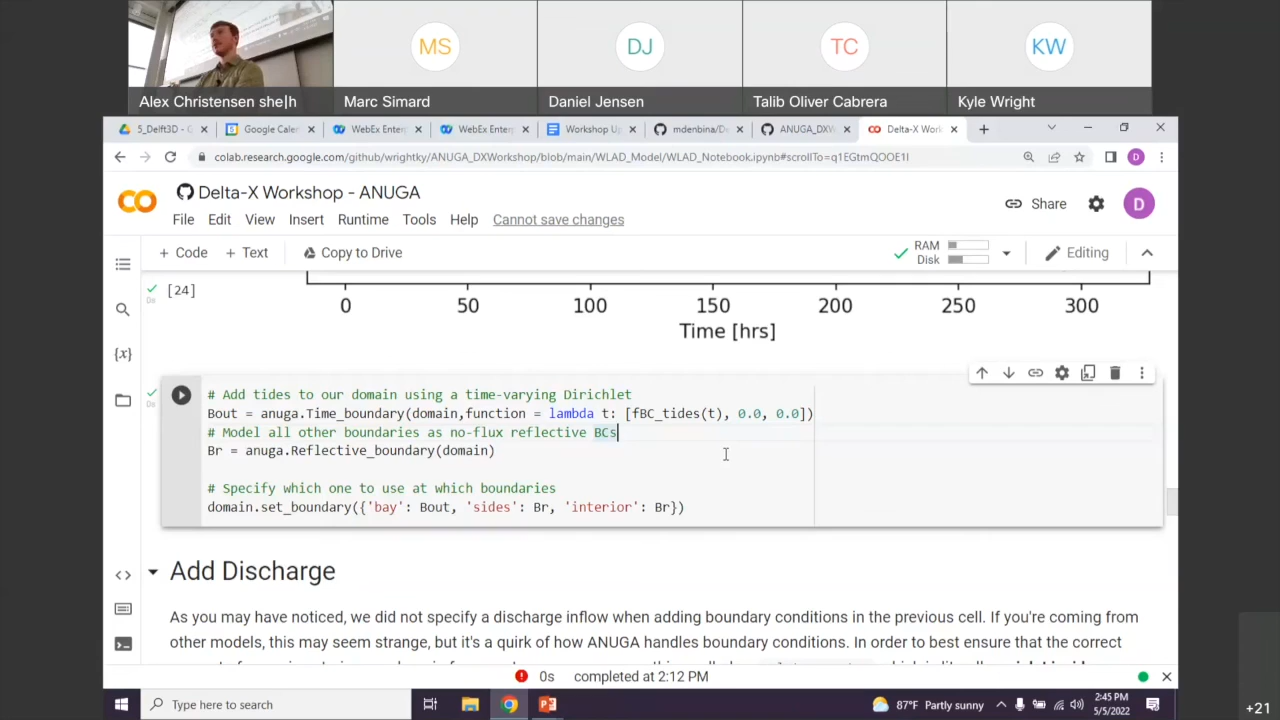 MS
DJ
TC
KW
Alex Christensen she|h
Marc Simard
Daniel Jensen
Talib Oliver Cabrera
Kyle Wright
5_Delft3D - G
Google Calen
WebEx Enterp
WebEx Enterp
Workshop Up
mdenbina/De
ANUGA_DXW
Delta-X Work
colab.research.google.com/github/wrightky/ANUGA_DXWorkshop/blob/main/WLAD_Model/WLAD_Notebook.ipynb#scrollTo=q1EGtmQOOE1I
D
CO
Delta-X Workshop - ANUGA
Share
D
File Edit View Insert Runtime Tools Help Cannot save changes
+ Code + Text Copy to Drive
RAM
Disk
Editing
[24]
0s
0 50 100 150 200 250 300
Time [hrs]
0s
# Add tides to our domain using a time-varying Dirichlet
Bout = anuga.Time_boundary(domain,function = lambda t: [fBC_tides(t), 0.0, 0.0])
# Model all other boundaries as no-flux reflective BCs
Br = anuga.Reflective_boundary(domain)
# Specify which one to use at which boundaries
domain.set_boundary({'bay': Bout, 'sides': Br, 'interior': Br})
Add Discharge
As you may have noticed, we did not specify a discharge inflow when adding boundary conditions in the previous cell. If you're coming from
other models, this may seem strange, but it's a quirk of how ANUGA handles boundary conditions. In order to best ensure that the correct
0s completed at 2:12 PM
Type here to search
87°F Partly sunny
2:45 PM
5/5/2022
+21